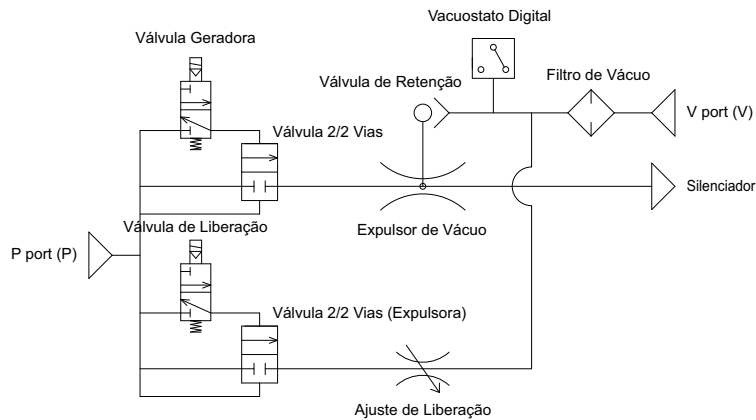 Vacuostato Digital
Válvula Geradora
Válvula de Retenção
Filtro de Vácuo
V port (V)
Válvula 2/2 Vias
Silenciador
Válvula de Liberação
Expulsor de Vácuo
P port (P)
Válvula 2/2 Vias (Expulsora)
Ajuste de Liberação